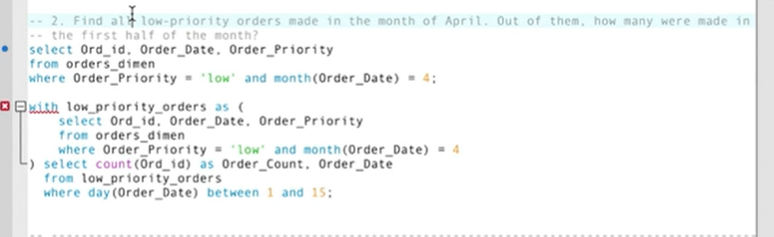 -- 2. Find all low-priority orders made in the month of April. Out of them, how many were made in
-- the first half of the month?
select Ord_id, Order_Date, Order_Priority
from orders_dimen
where Order_Priority = 'low' and month(Order_Date) = 4;
with low_priority_orders as (
select Ord_id, Order_Date, Order_Priority
from orders_dimen
where Order_Priority = 'low' and month(Order_Date) = 4
) select count(Ord_id) as Order_Count, Order_Date
from low_priority_orders
where day(Order_Date) between 1 and 15;